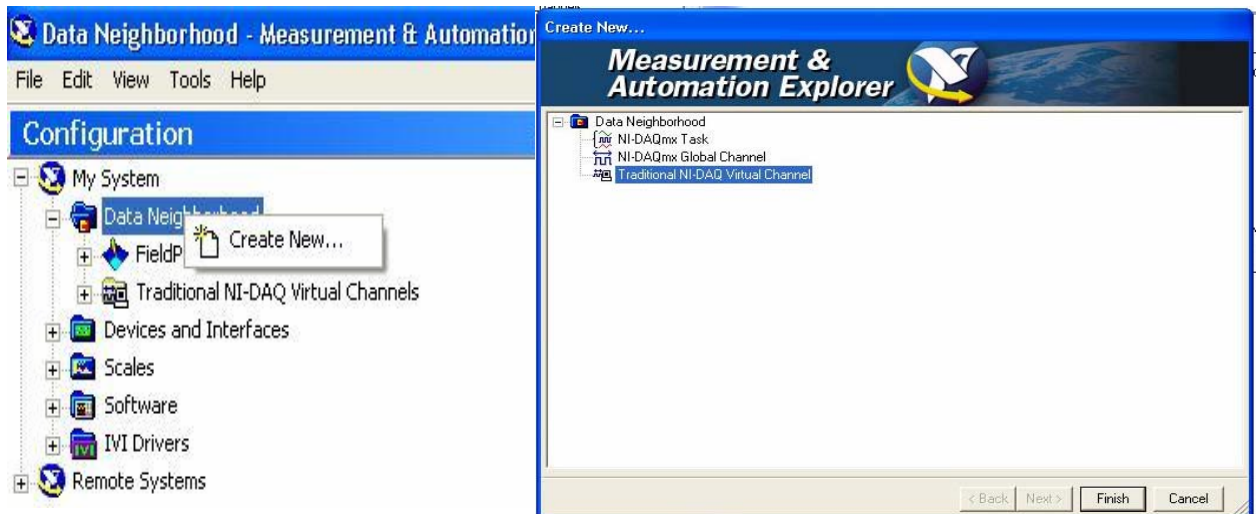 Data Neighborhood - Measurement & Automation
File Edit View Tools Help
Configuration
My System
Data
Create New...
Traditional NI-DAQ Virtual Channels
Devices and Interfaces
Scales
Software
IVI Drivers
Remote Systems
Create New...
Measurement &
Automation Explorer
Data Neighborhood
NI-DAQmx Task
NI-DAQmx Global Channel
Traditional NI-DAQ Virtual Channel
< Back Next > Finish Cancel